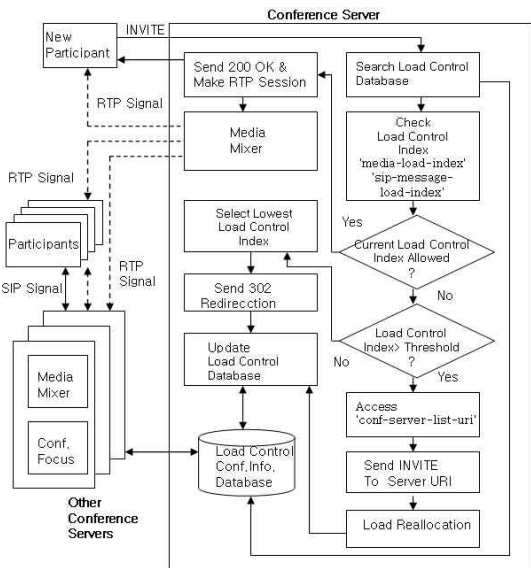 Conference Server
New
Participant
INVITE
Send 200 OK &
Make RTP Session
Search Load Control
Database
RTP Signal
Media
Mixer
Check
Load Control
Index
'media-load-index'
'sip-message-
load-index'
RTP Signal
Select Lowest
Load Control
Index
Yes
Current Load Control
Index Allowed
?
Participants
SIP Signal
RTP
Signal
Send 302
Redirecction
No
Load Control
Index> Threshold
?
No
Yes
Update
Load Control
Database
Media
Mixer
Access
'conf-server-list-uri'
Conf,
Focus
Load Control
Conf,Info,
Database
Send INVITE
To Server URI
Other
Conference
Servers
Load Reallocation